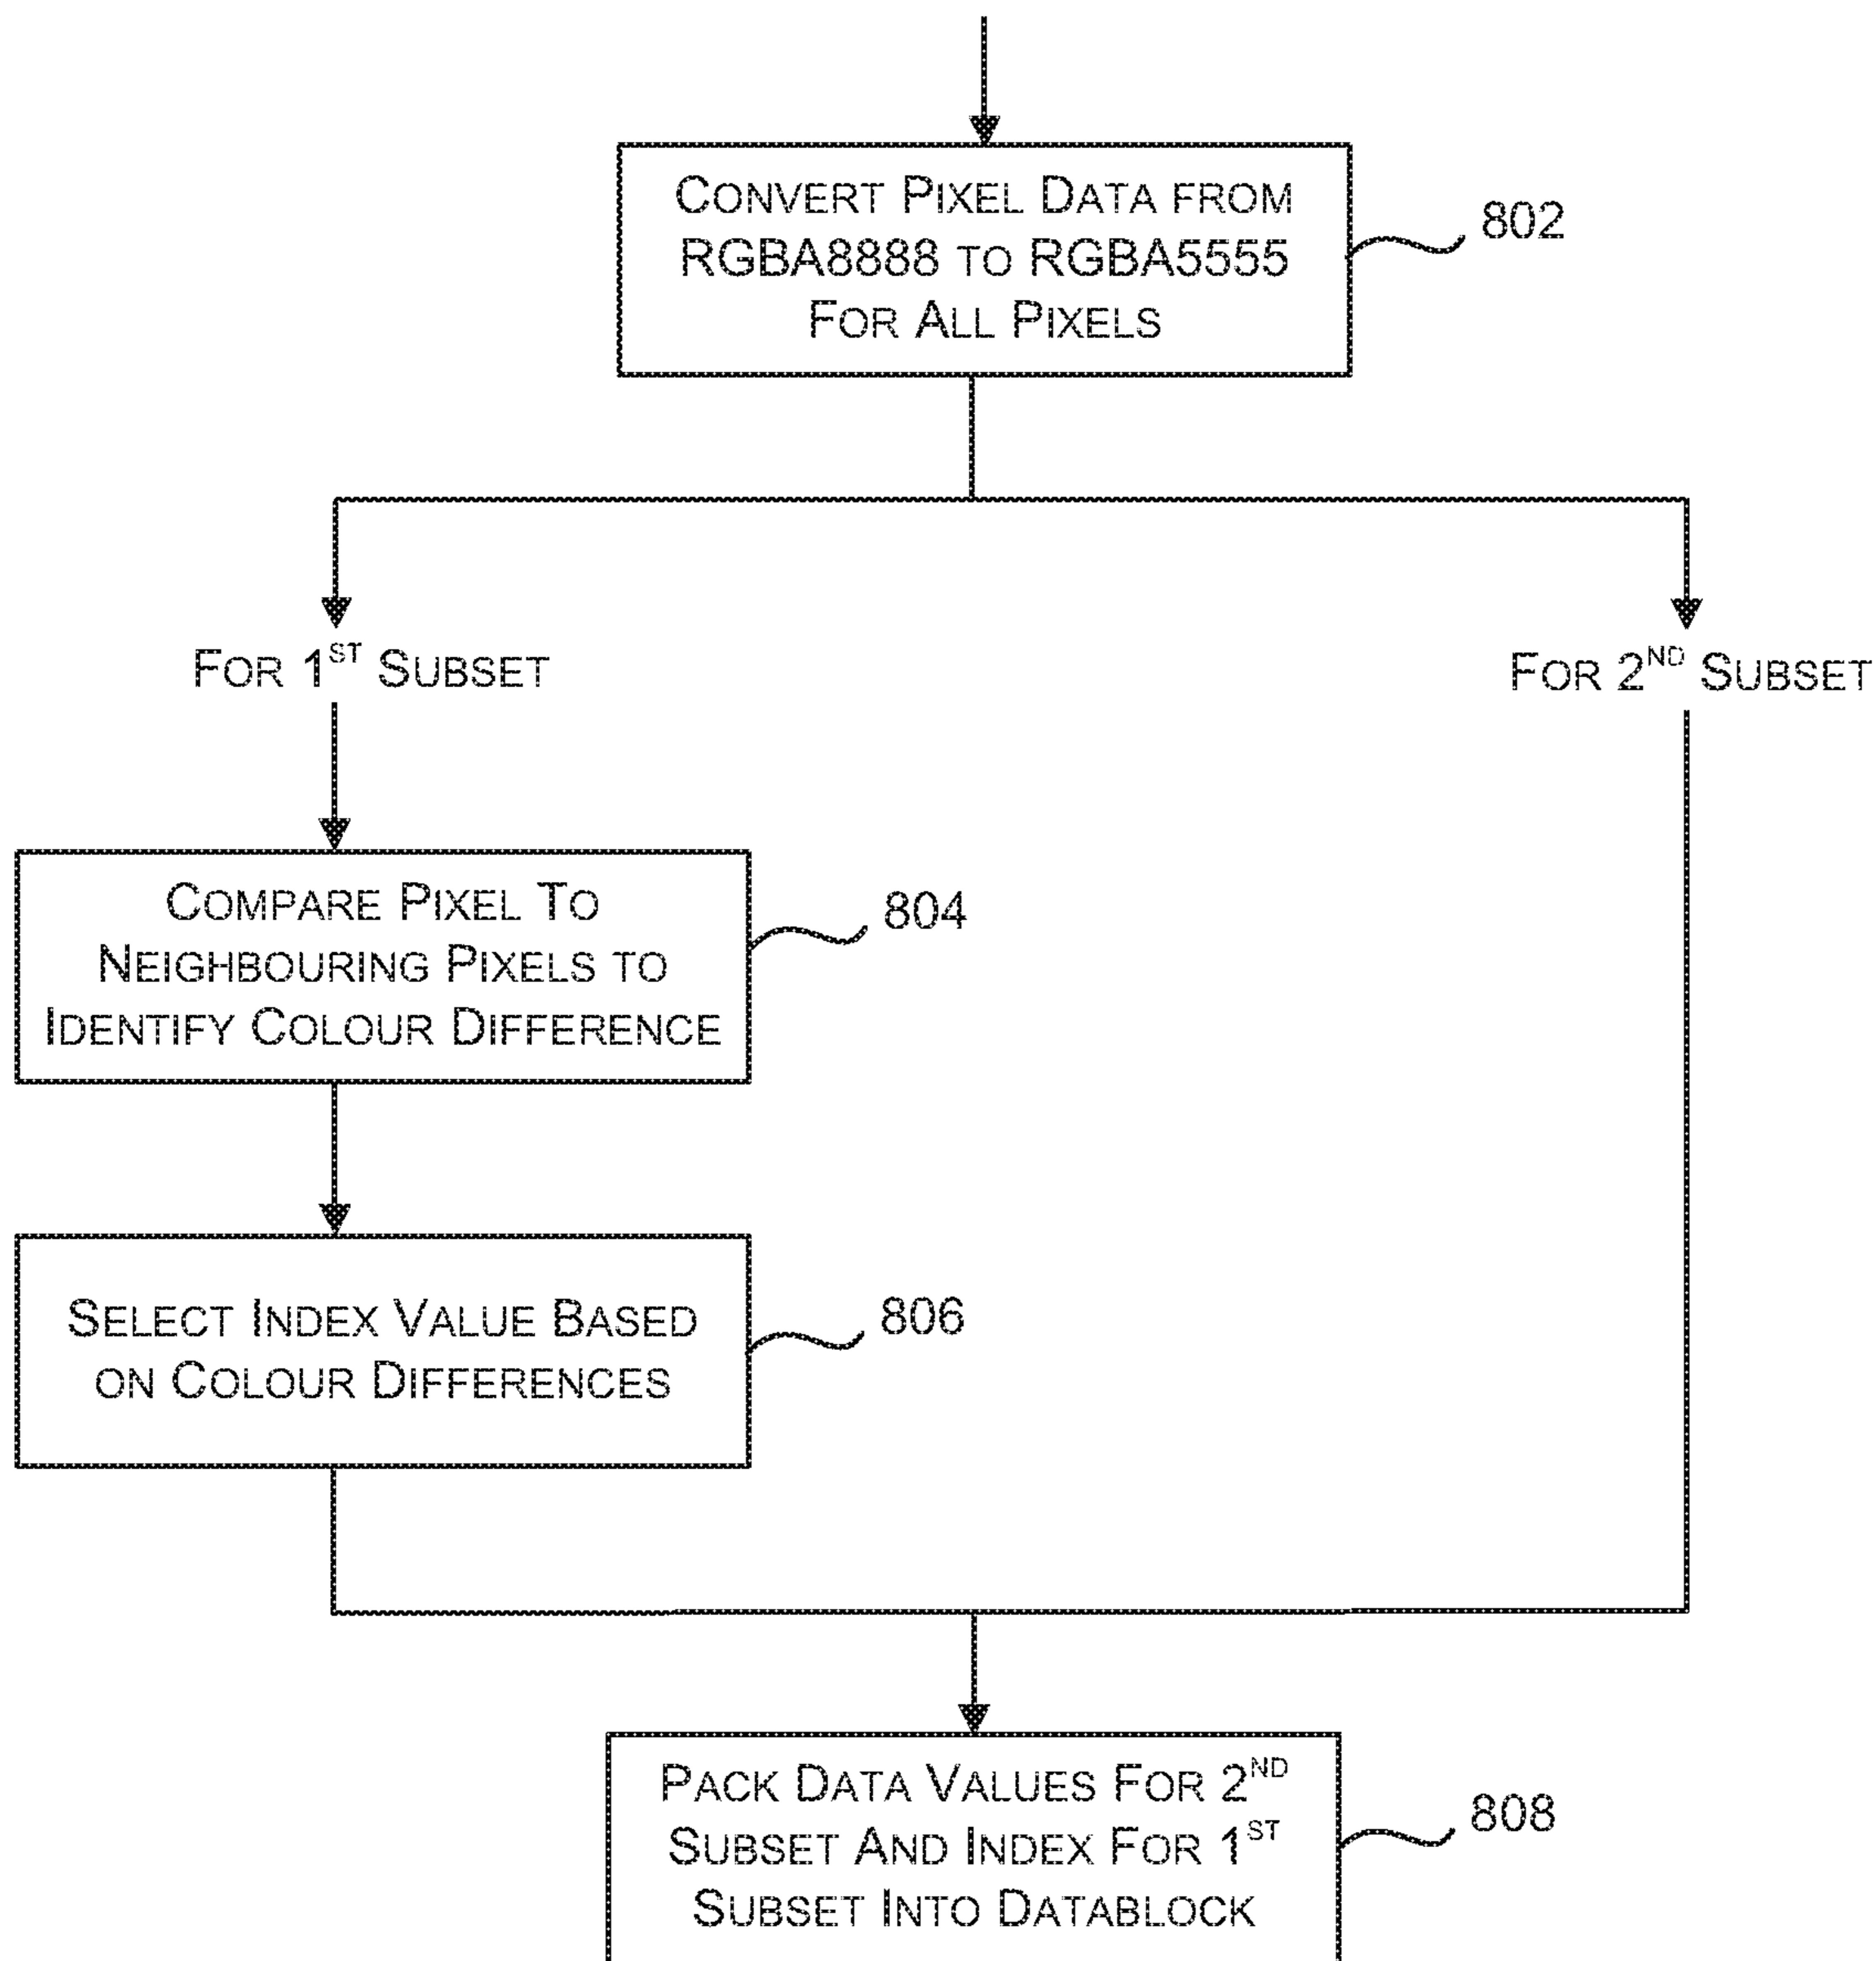 CONVERT PIXEL DATA FROM
RGBA8888 TO RGBA5555
FOR ALL PIXELS
802
FOR 1ST SUBSET
FOR 2ND SUBSET
COMPARE PIXEL TO
NEIGHBOURING PIXELS TO
IDENTIFY COLOUR DIFFERENCE
804
SELECT INDEX VALUE BASED
ON COLOUR DIFFERENCES
806
PACK DATA VALUES FOR 2ND
SUBSET AND INDEX FOR 1ST
SUBSET INTO DATABLOCK
808